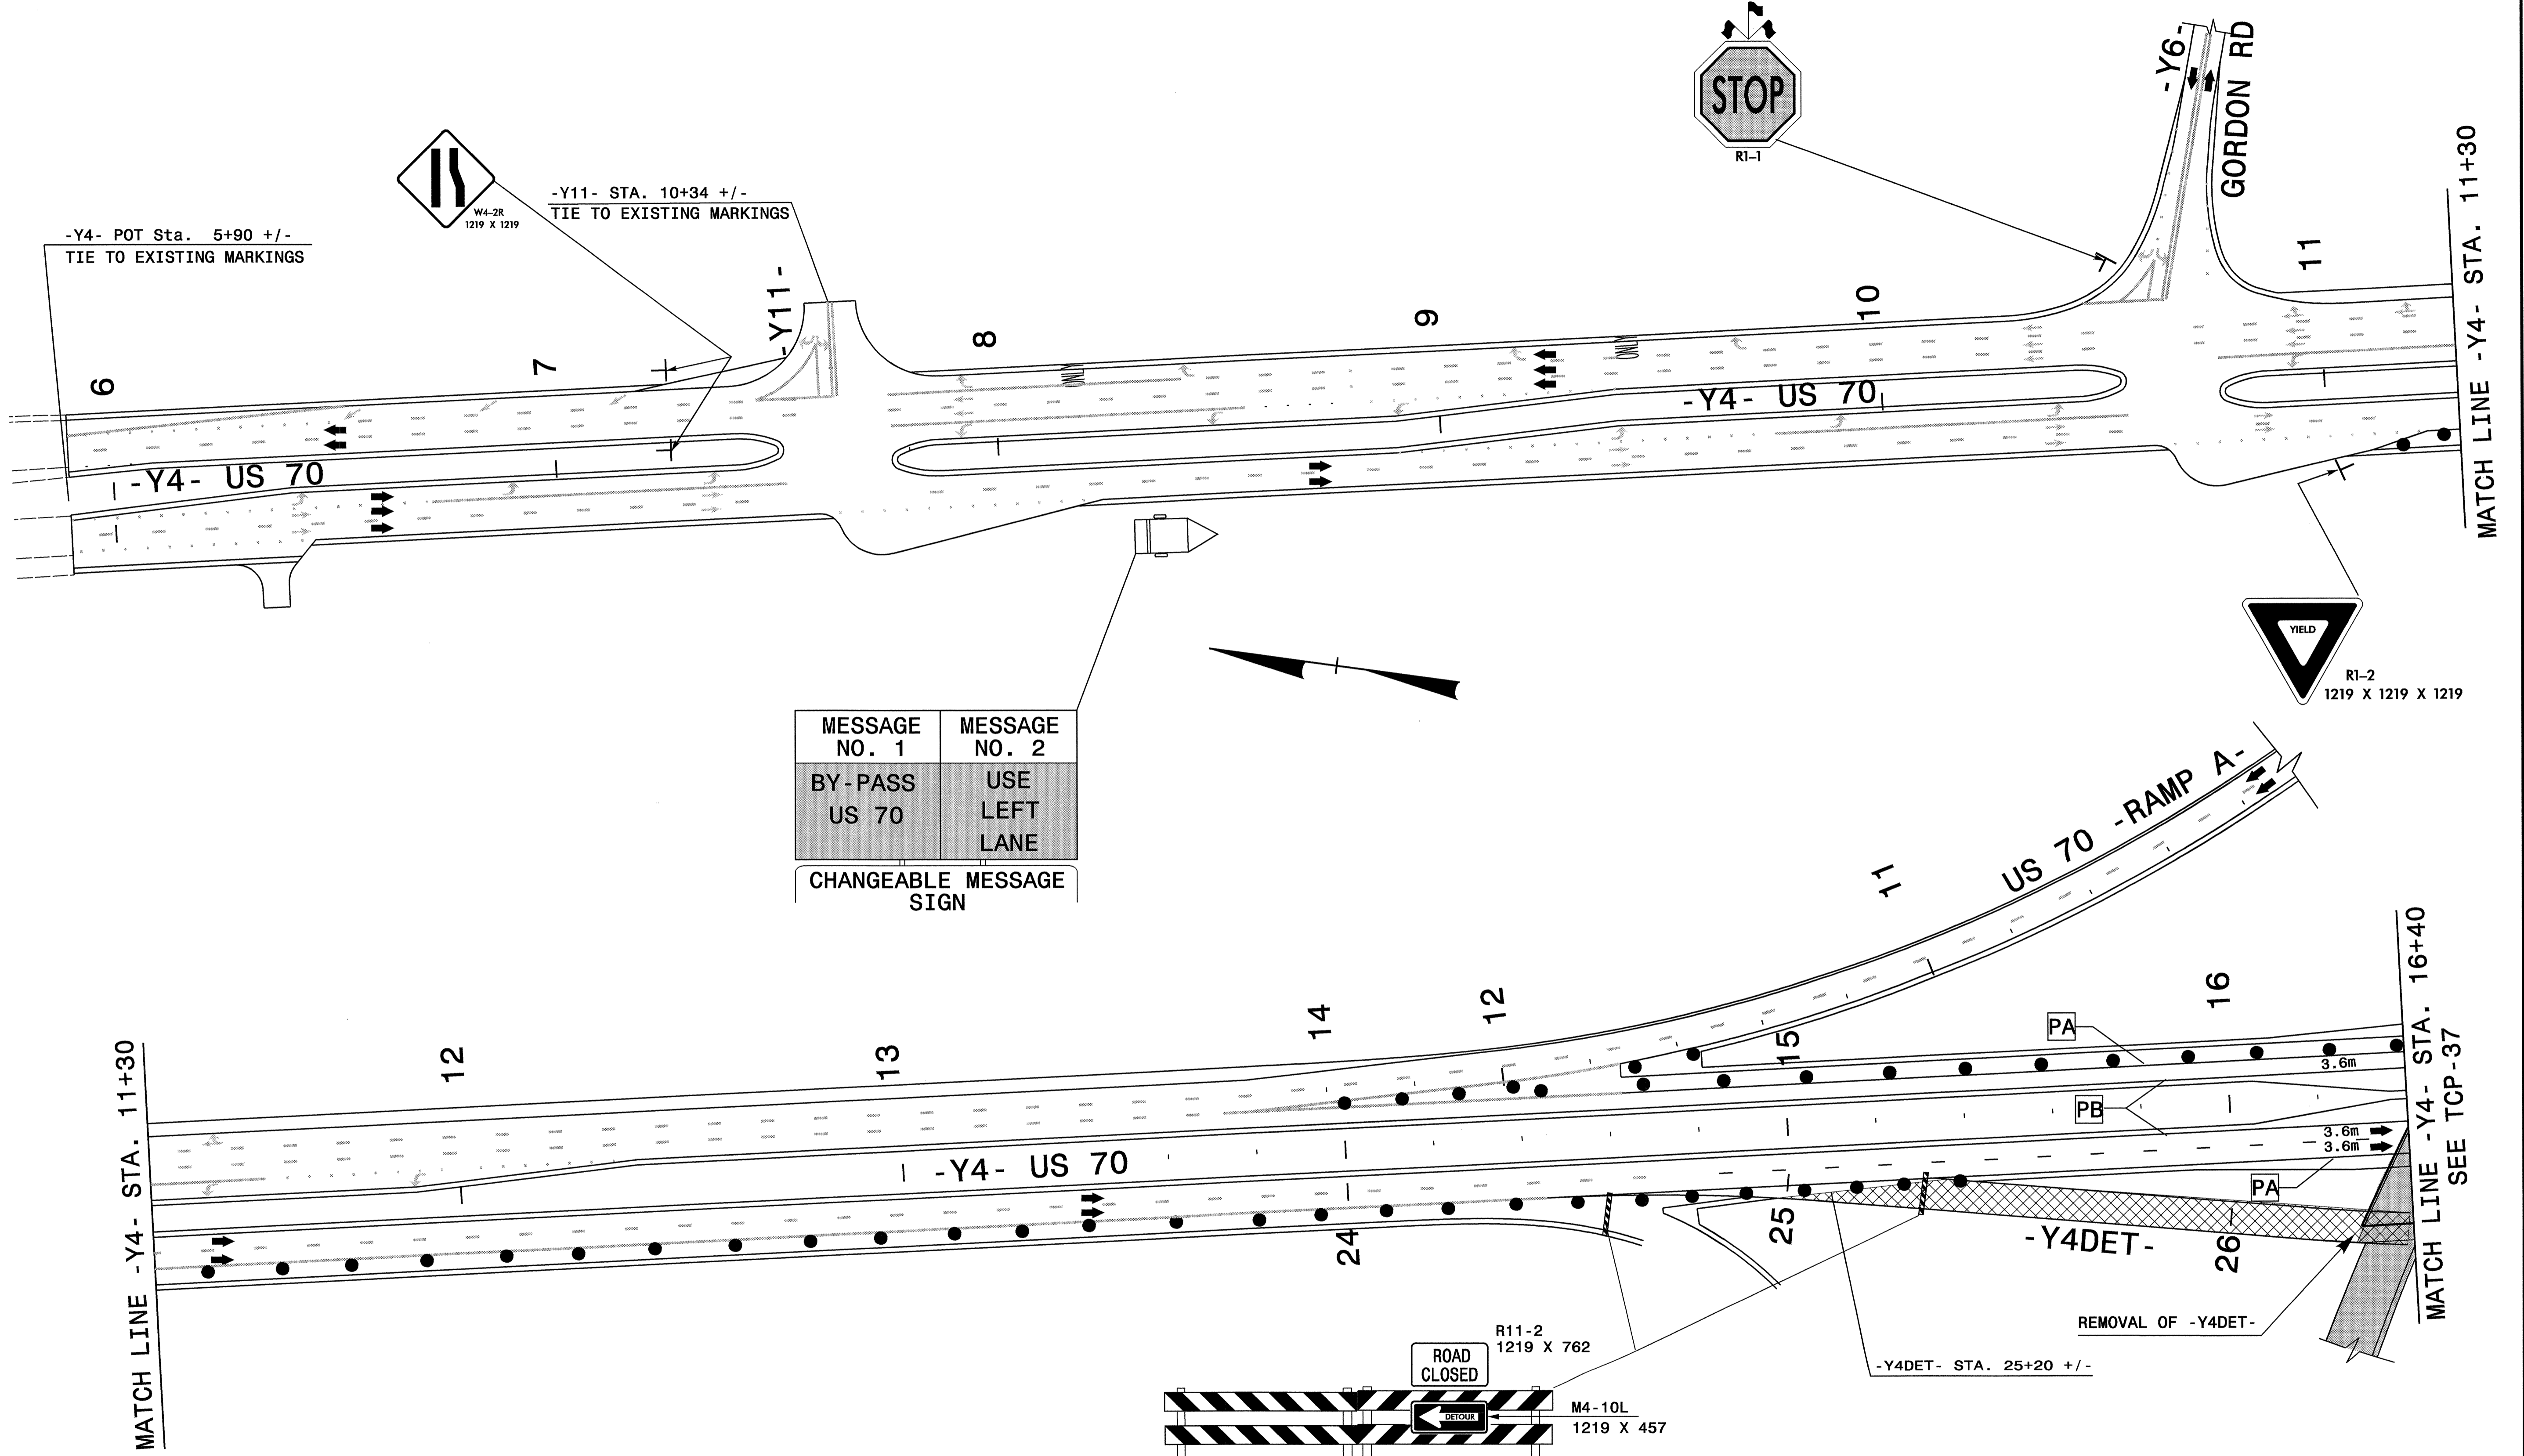 STOP
R1-1
-Y6-
GORDON RD
W4-2R
1219 X 1219
-Y11- STA. 10+34 +/-
TIE TO EXISTING MARKINGS
-Y4- POT Sta. 5+90 +/-
TIE TO EXISTING MARKINGS
-Y11-
6
7
8
9
10
11
ONLY
ONLY
-Y4- US 70
-Y4- US 70
MATCH LINE -Y4- STA. 11+30
YIELD
R1-2
1219 X 1219 X 1219
MESSAGE
NO. 1
MESSAGE
NO. 2
BY-PASS
US 70
USE
LEFT
LANE
CHANGEABLE MESSAGE
SIGN
US 70 -RAMP A-
11
12
MATCH LINE -Y4- STA. 11+30
12
13
14
15
16
PA
PB
PA
3.6m
3.6m
3.6m
-Y4- US 70
24
25
26
-Y4DET-
MATCH LINE -Y4- STA. 16+40
SEE TCP-37
REMOVAL OF -Y4DET-
-Y4DET- STA. 25+20 +/-
R11-2
1219 X 762
ROAD
CLOSED
DETOUR
M4-10L
1219 X 457